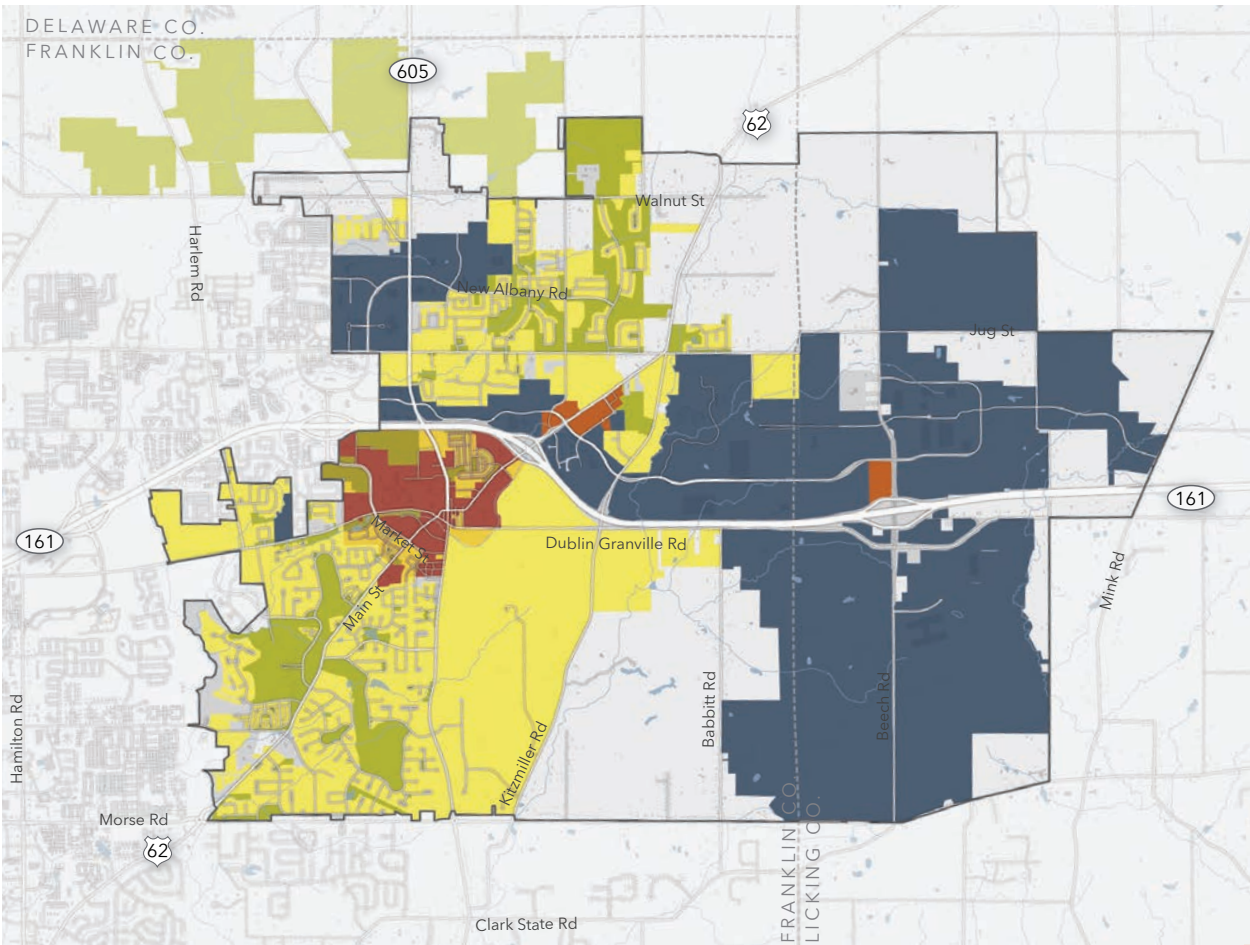 DELAWARE CO.
FRANKLIN CO.
605
62
Walnut St
Harlem Rd
New Albany Rd
Jug St
161
161
Market St
Dublin Granville Rd
Main St
Mink Rd
Hamilton Rd
Babbitt Rd
Beech Rd
Kitzmiller Rd
Morse Rd
62
FRANKLIN CO.
LICKING CO.
Clark State Rd